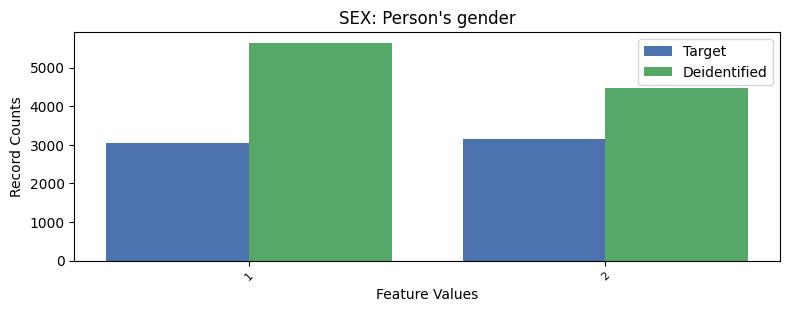 SEX: Person's gender
Target
Deidentified
Record Counts
5000
4000
3000
2000
1000
0
1
2
Feature Values